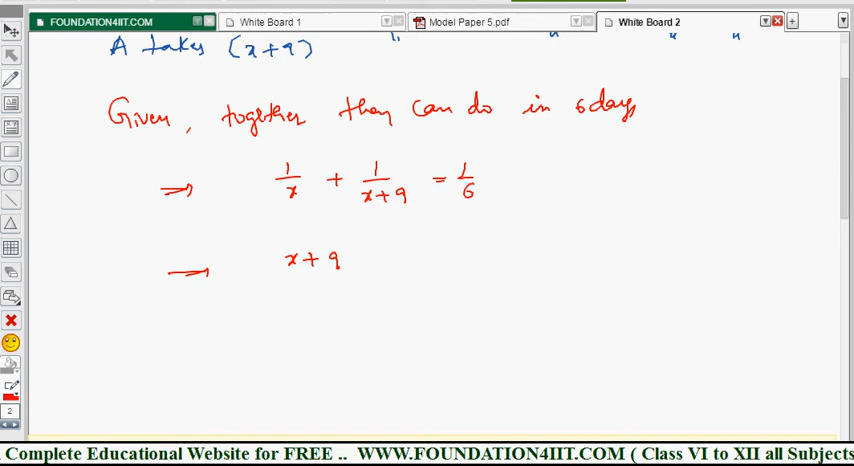 FOUNDATION4IIT.COM White Board 1 Model Paper 5.pdf White Board 2
A takes (x+9) " " " "
Given, together they can do in 6 days
⇒ 1/x + 1/(x+9) = 1/6
⇒ x+9
2
Complete Educational Website for FREE .. WWW.FOUNDATION4IIT.COM ( Class VI to XII all Subjects